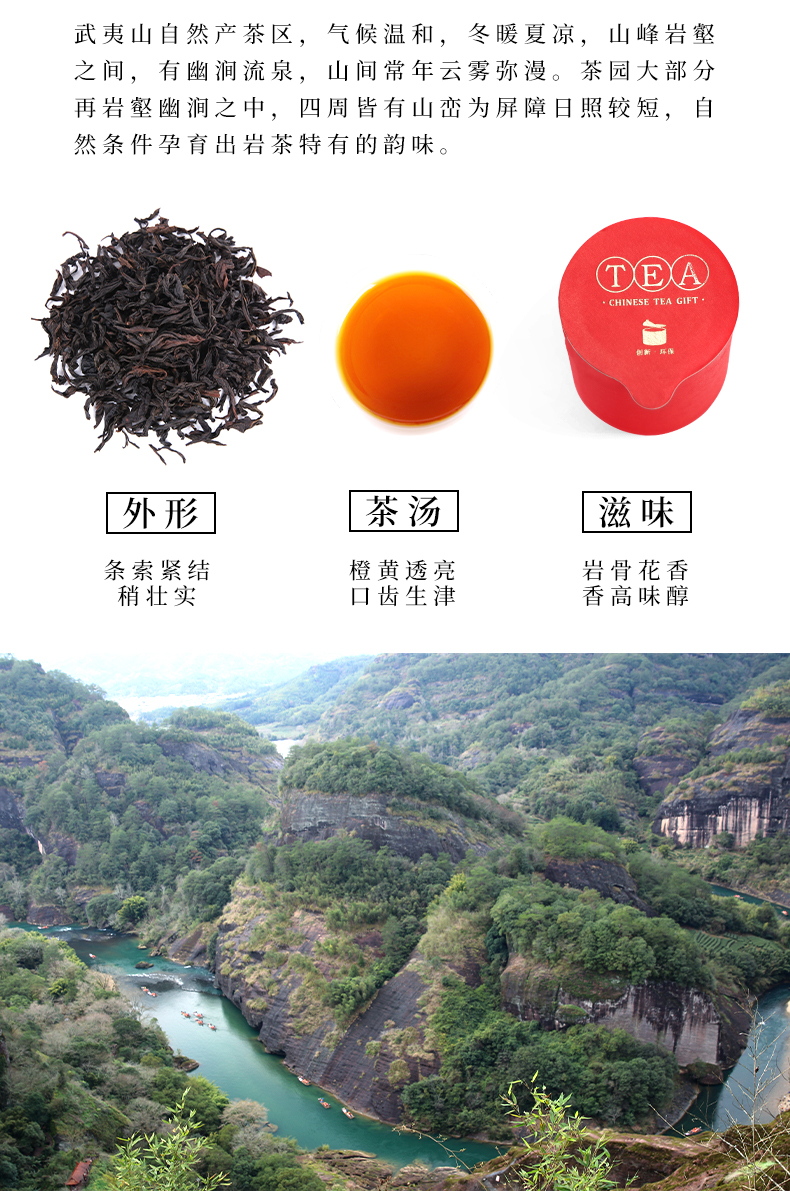 武夷山自然产茶区，气候温和，冬暖夏凉，山峰岩壑
之间，有幽涧流泉，山间常年云雾弥漫。茶园大部分
再岩壑幽涧之中，四周皆有山峦为屏障日照较短，自
然条件孕育出岩茶特有的韵味。
TEA
· CHINESE TEA GIFT ·
创新 · 环保
外形
茶汤
滋味
条索紧结
稍壮实
橙黄透亮
口齿生津
岩骨花香
香高味醇